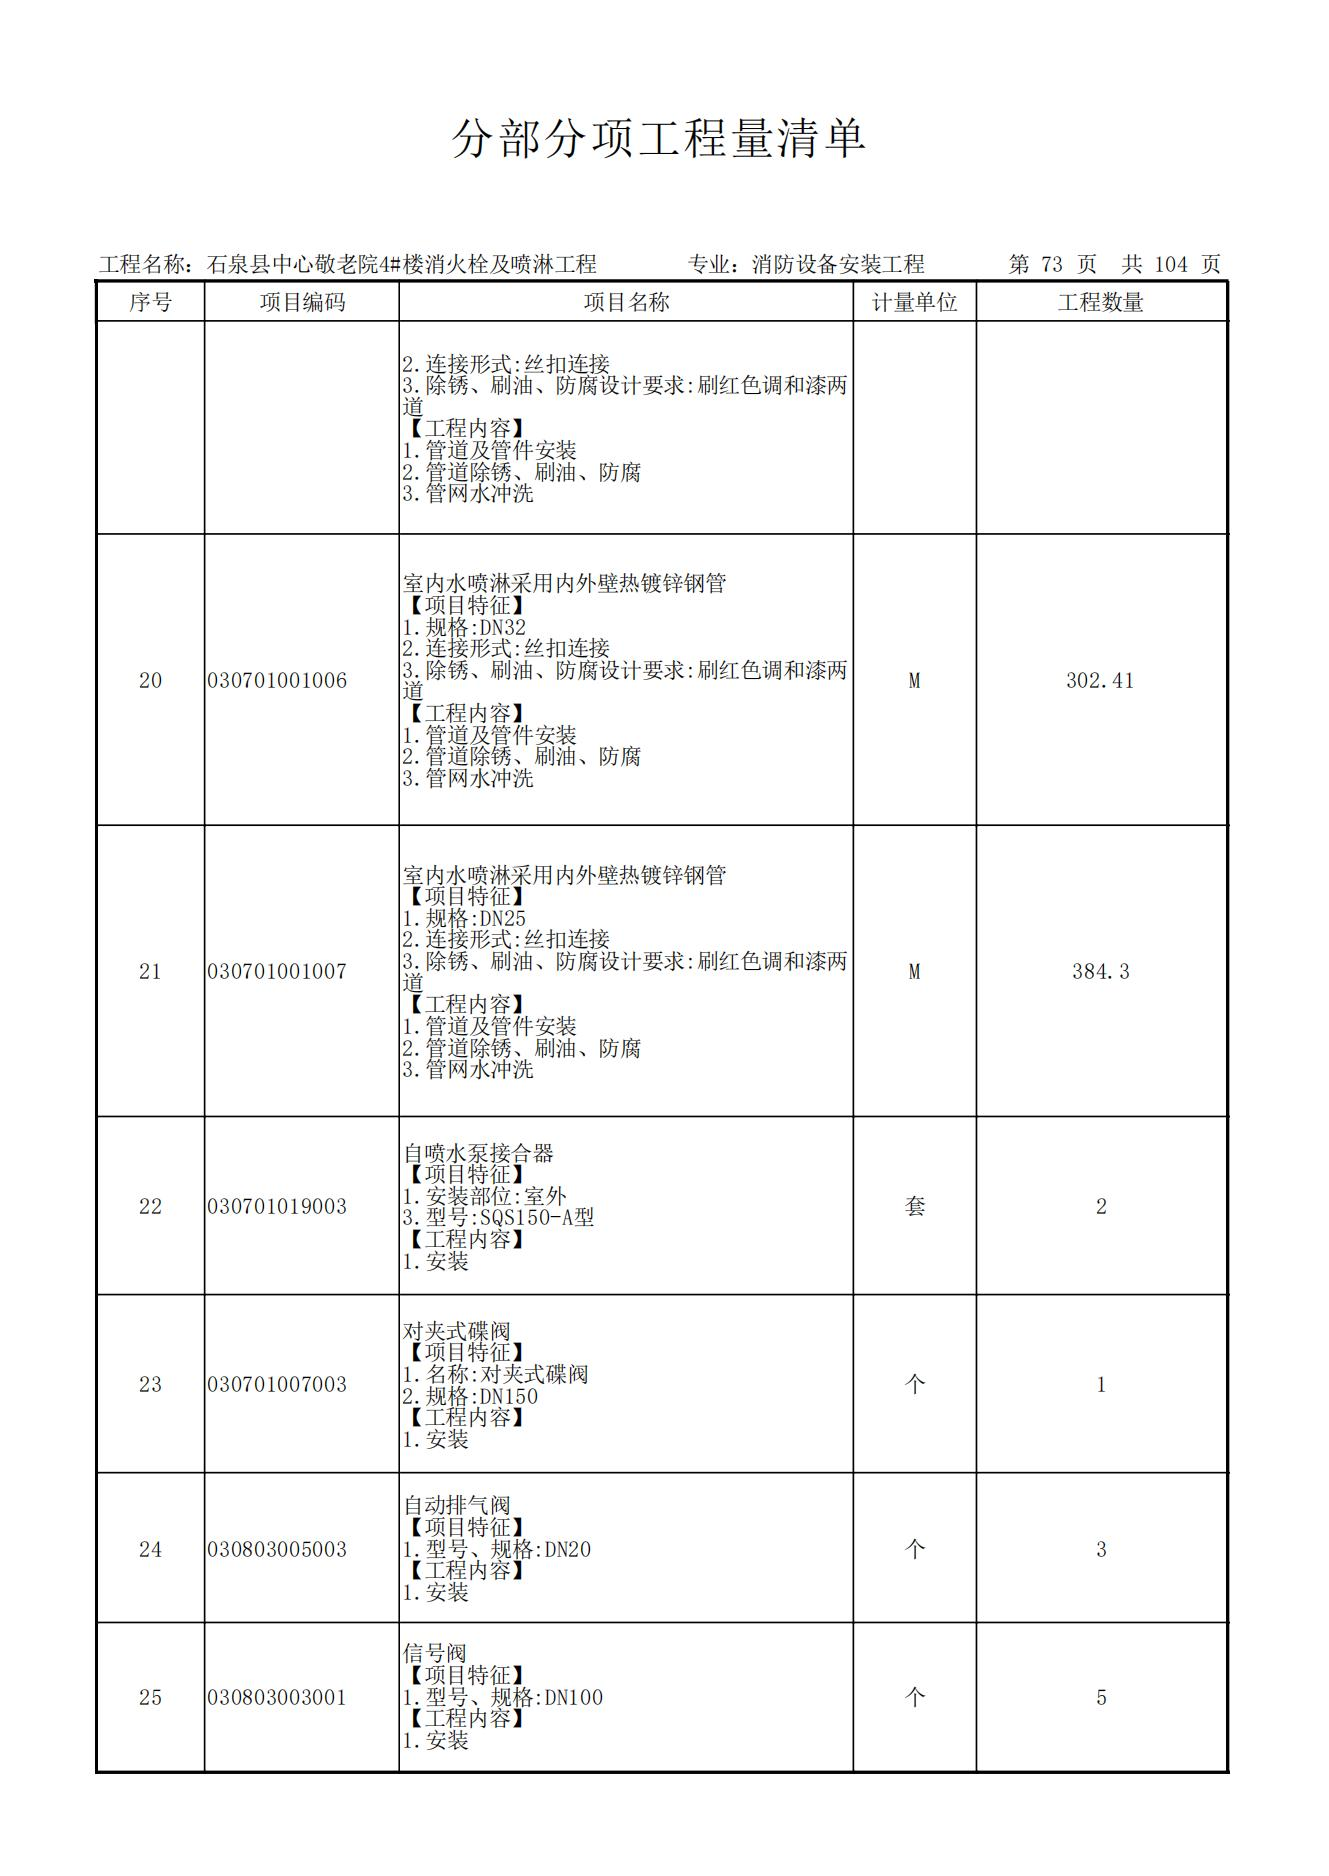 分部分项工程量清单
工程名称：石泉县中心敬老院4#楼消火栓及喷淋工程 专业：消防设备安装工程 第 73 页 共 104 页
序号 项目编码 项目名称 计量单位 工程数量
2.连接形式:丝扣连接
3.除锈、刷油、防腐设计要求:刷红色调和漆两
道
【工程内容】
1.管道及管件安装
2.管道除锈、刷油、防腐
3.管网水冲洗
室内水喷淋采用内外壁热镀锌钢管
【项目特征】
1.规格:DN32
2.连接形式:丝扣连接
3.除锈、刷油、防腐设计要求:刷红色调和漆两
20 030701001006 M 302.41
道
【工程内容】
1.管道及管件安装
2.管道除锈、刷油、防腐
3.管网水冲洗
室内水喷淋采用内外壁热镀锌钢管
【项目特征】
1.规格:DN25
2.连接形式:丝扣连接
3.除锈、刷油、防腐设计要求:刷红色调和漆两
21 030701001007 M 384.3
道
【工程内容】
1.管道及管件安装
2.管道除锈、刷油、防腐
3.管网水冲洗
自喷水泵接合器
【项目特征】
1.安装部位:室外
22 030701019003 套 2
3.型号:SQS150-A型
【工程内容】
1.安装
对夹式碟阀
【项目特征】
1.名称:对夹式碟阀
23 030701007003 个 1
2.规格:DN150
【工程内容】
1.安装
自动排气阀
【项目特征】
24 030803005003 1.型号、规格:DN20 个 3
【工程内容】
1.安装
信号阀
【项目特征】
25 030803003001 1.型号、规格:DN100 个 5
【工程内容】
1.安装